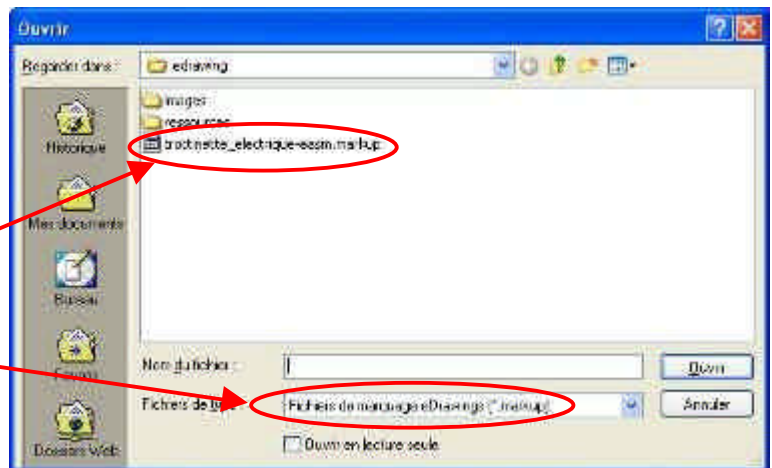 Ouvrir
Regarder dans :
edrawing
Historique
Mes documents
Bureau
Favoris
Dossiers Web
images
ressources
trottinette_electrique-easm.markup
Nom du fichier :
Ouvrir
Fichiers de type :
Fichiers de marquage eDrawings (*.markup)
Annuler
Ouvrir en lecture seule